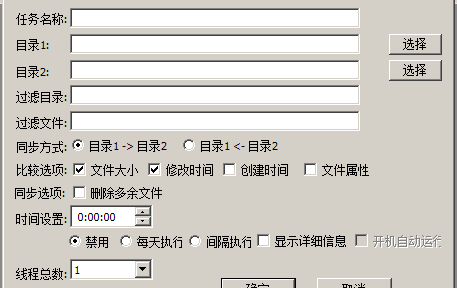 任务名称:
目录1: 选择
目录2: 选择
过滤目录:
过滤文件:
同步方式: 目录1 -> 目录2 目录1 <- 目录2
比较选项: 文件大小 修改时间 创建时间 文件属性
同步选项: 删除多余文件
时间设置: 0:00:00
禁用 每天执行 间隔执行 显示详细信息 开机自动运行
线程总数: 1
确定 取消